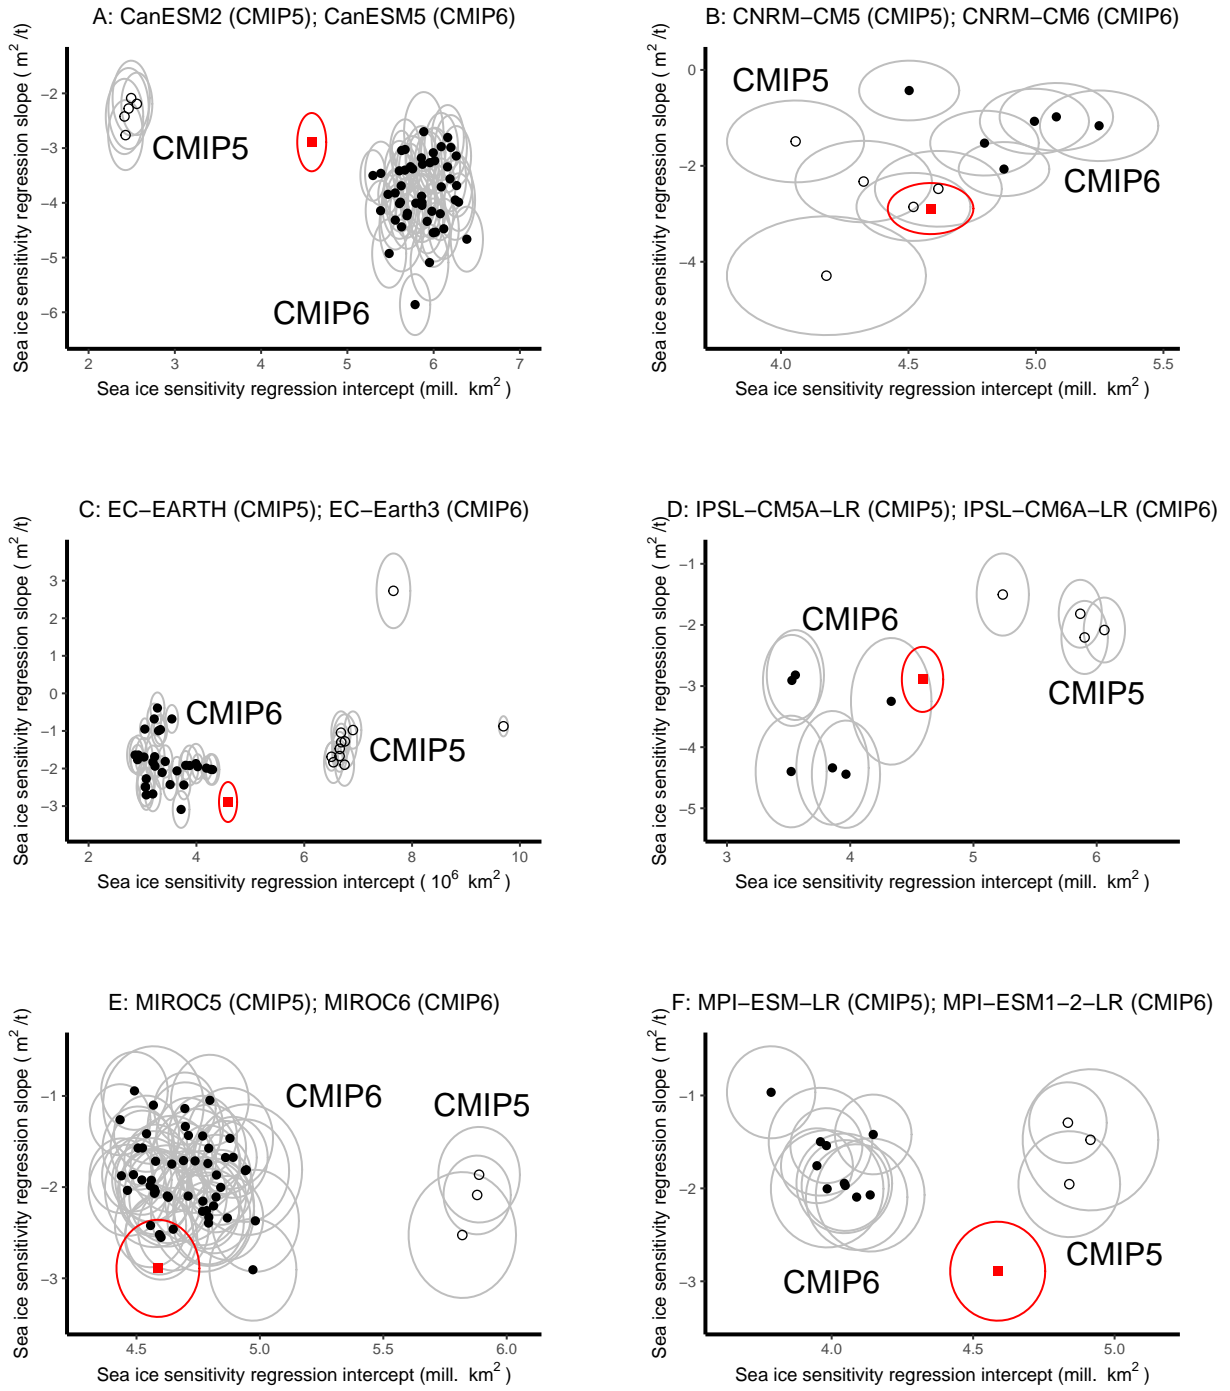 A: CanESM2 (CMIP5); CanESM5 (CMIP6)
Sea ice sensitivity regression slope ( m² /t)
−2
−3
−4
−5
−6
CMIP5
CMIP6
2 3 4 5 6 7
Sea ice sensitivity regression intercept (mill. km² )
B: CNRM−CM5 (CMIP5); CNRM−CM6 (CMIP6)
Sea ice sensitivity regression slope ( m² /t)
0
−2
−4
CMIP5
CMIP6
4.0 4.5 5.0 5.5
Sea ice sensitivity regression intercept (mill. km² )
C: EC−EARTH (CMIP5); EC−Earth3 (CMIP6)
Sea ice sensitivity regression slope ( m² /t)
3
2
1
0
−1
−2
−3
CMIP6
CMIP5
2 4 6 8 10
Sea ice sensitivity regression intercept ( 10⁶ km² )
D: IPSL−CM5A−LR (CMIP5); IPSL−CM6A−LR (CMIP6)
Sea ice sensitivity regression slope ( m² /t)
−1
−2
−3
−4
−5
CMIP6
CMIP5
3 4 5 6
Sea ice sensitivity regression intercept (mill. km² )
E: MIROC5 (CMIP5); MIROC6 (CMIP6)
Sea ice sensitivity regression slope ( m² /t)
−1
−2
−3
CMIP6
CMIP5
4.5 5.0 5.5 6.0
Sea ice sensitivity regression intercept (mill. km² )
F: MPI−ESM−LR (CMIP5); MPI−ESM1−2−LR (CMIP6)
Sea ice sensitivity regression slope ( m² /t)
−1
−2
−3
CMIP6
CMIP5
4.0 4.5 5.0
Sea ice sensitivity regression intercept (mill. km² )